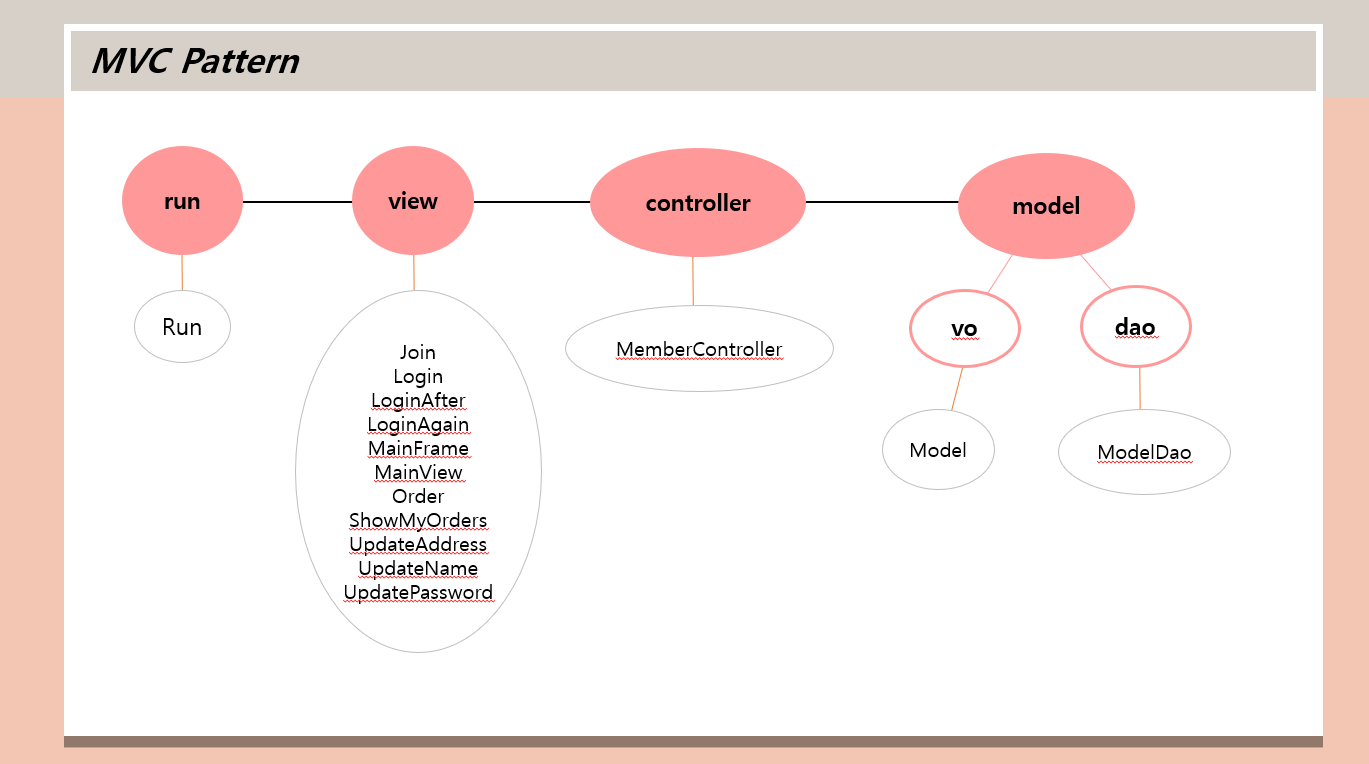 MVC Pattern
run
view
controller
model
Run
Join
Login
LoginAfter
LoginAgain
MainFrame
MainView
Order
ShowMyOrders
UpdateAddress
UpdateName
UpdatePassword
MemberController
vo
dao
Model
ModelDao